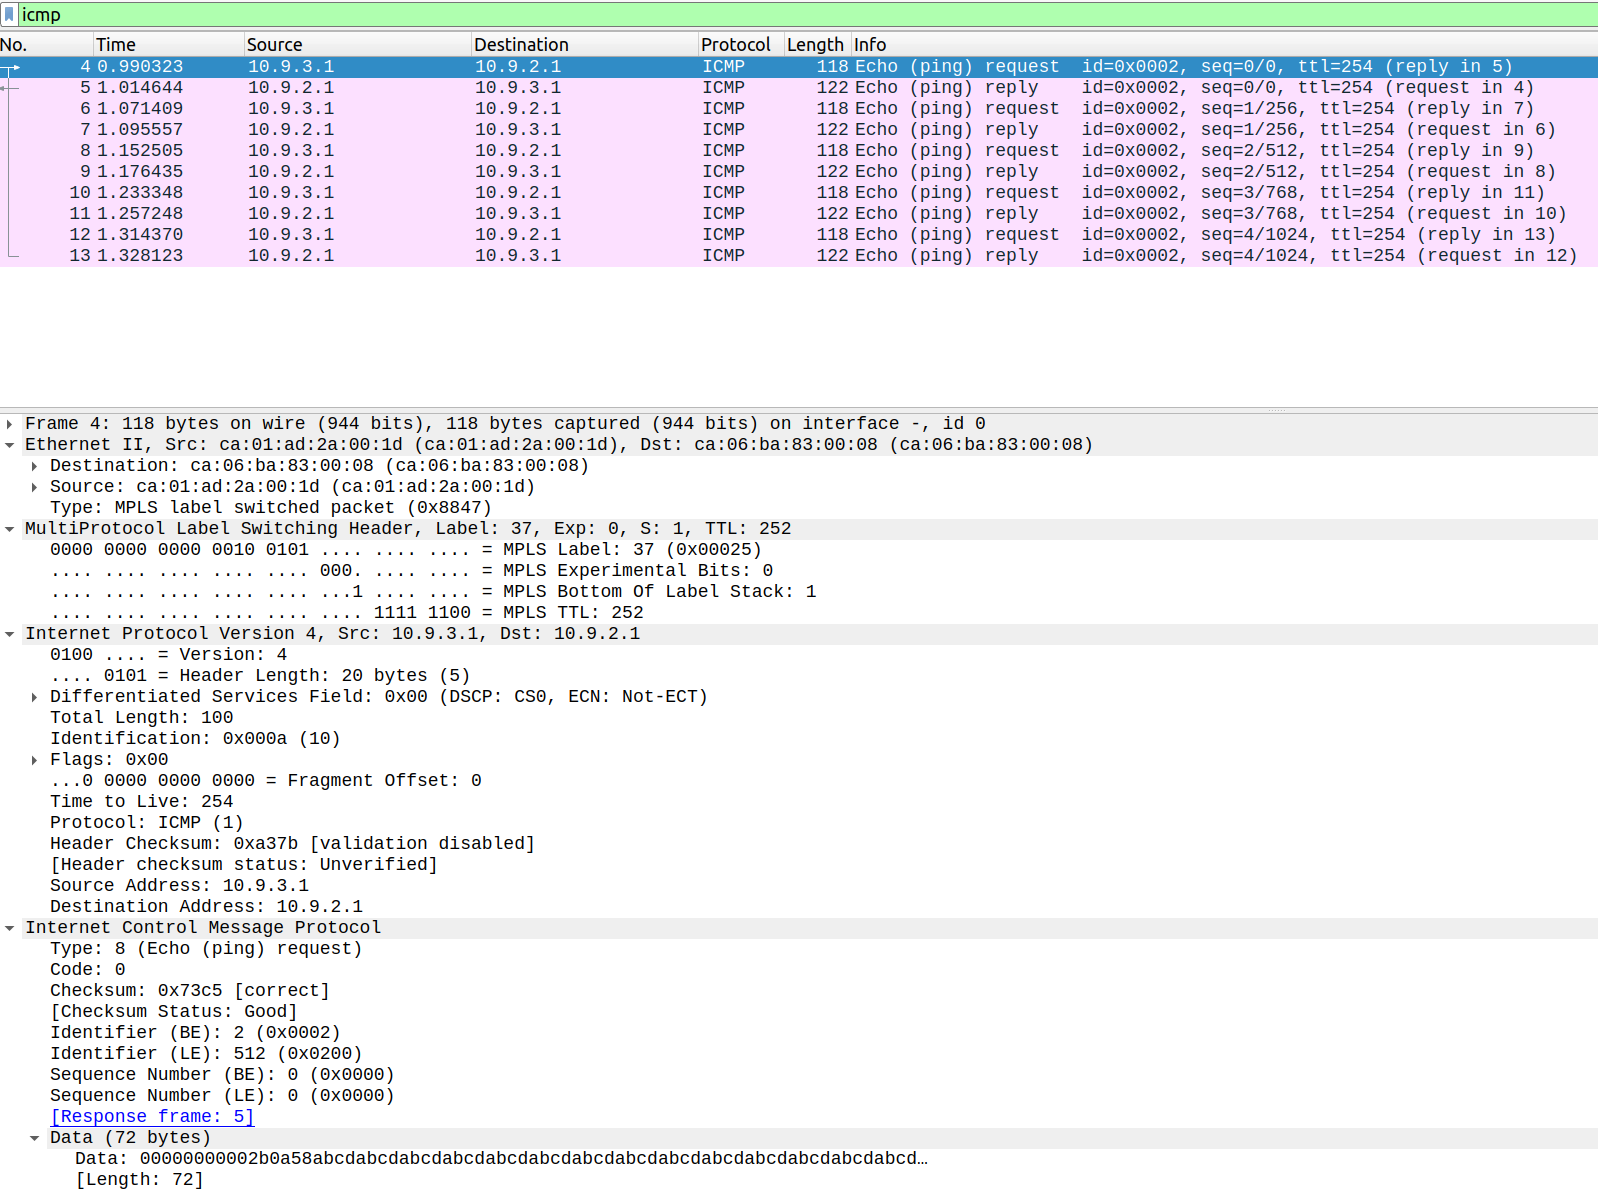 icmp
No. Time Source Destination Protocol Length Info
4 0.990323 10.9.3.1 10.9.2.1 ICMP 118 Echo (ping) request id=0x0002, seq=0/0, ttl=254 (reply in 5)
5 1.014644 10.9.2.1 10.9.3.1 ICMP 122 Echo (ping) reply id=0x0002, seq=0/0, ttl=254 (request in 4)
6 1.071409 10.9.3.1 10.9.2.1 ICMP 118 Echo (ping) request id=0x0002, seq=1/256, ttl=254 (reply in 7)
7 1.095557 10.9.2.1 10.9.3.1 ICMP 122 Echo (ping) reply id=0x0002, seq=1/256, ttl=254 (request in 6)
8 1.152505 10.9.3.1 10.9.2.1 ICMP 118 Echo (ping) request id=0x0002, seq=2/512, ttl=254 (reply in 9)
9 1.176435 10.9.2.1 10.9.3.1 ICMP 122 Echo (ping) reply id=0x0002, seq=2/512, ttl=254 (request in 8)
10 1.233348 10.9.3.1 10.9.2.1 ICMP 118 Echo (ping) request id=0x0002, seq=3/768, ttl=254 (reply in 11)
11 1.257248 10.9.2.1 10.9.3.1 ICMP 122 Echo (ping) reply id=0x0002, seq=3/768, ttl=254 (request in 10)
12 1.314370 10.9.3.1 10.9.2.1 ICMP 118 Echo (ping) request id=0x0002, seq=4/1024, ttl=254 (reply in 13)
13 1.328123 10.9.2.1 10.9.3.1 ICMP 122 Echo (ping) reply id=0x0002, seq=4/1024, ttl=254 (request in 12)
Frame 4: 118 bytes on wire (944 bits), 118 bytes captured (944 bits) on interface -, id 0
Ethernet II, Src: ca:01:ad:2a:00:1d (ca:01:ad:2a:00:1d), Dst: ca:06:ba:83:00:08 (ca:06:ba:83:00:08)
Destination: ca:06:ba:83:00:08 (ca:06:ba:83:00:08)
Source: ca:01:ad:2a:00:1d (ca:01:ad:2a:00:1d)
Type: MPLS label switched packet (0x8847)
MultiProtocol Label Switching Header, Label: 37, Exp: 0, S: 1, TTL: 252
0000 0000 0000 0010 0101 .... .... .... = MPLS Label: 37 (0x00025)
.... .... .... .... .... 000. .... .... = MPLS Experimental Bits: 0
.... .... .... .... .... ...1 .... .... = MPLS Bottom Of Label Stack: 1
.... .... .... .... .... .... 1111 1100 = MPLS TTL: 252
Internet Protocol Version 4, Src: 10.9.3.1, Dst: 10.9.2.1
0100 .... = Version: 4
.... 0101 = Header Length: 20 bytes (5)
Differentiated Services Field: 0x00 (DSCP: CS0, ECN: Not-ECT)
Total Length: 100
Identification: 0x000a (10)
Flags: 0x00
...0 0000 0000 0000 = Fragment Offset: 0
Time to Live: 254
Protocol: ICMP (1)
Header Checksum: 0xa37b [validation disabled]
[Header checksum status: Unverified]
Source Address: 10.9.3.1
Destination Address: 10.9.2.1
Internet Control Message Protocol
Type: 8 (Echo (ping) request)
Code: 0
Checksum: 0x73c5 [correct]
[Checksum Status: Good]
Identifier (BE): 2 (0x0002)
Identifier (LE): 512 (0x0200)
Sequence Number (BE): 0 (0x0000)
Sequence Number (LE): 0 (0x0000)
[Response frame: 5]
Data (72 bytes)
Data: 00000000002b0a58abcdabcdabcdabcdabcdabcdabcdabcdabcdabcdabcdabcdabcdabcd…
[Length: 72]